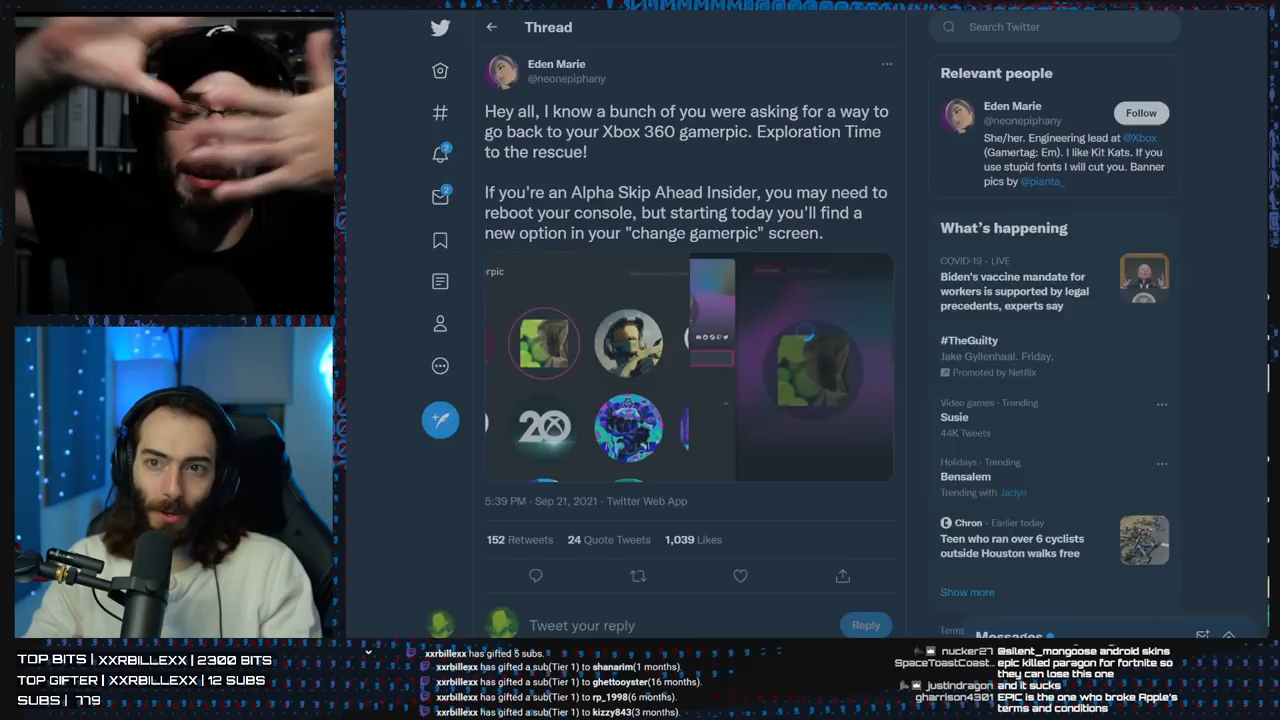 Thread
Eden Marie
@neonepiphany
Hey all, I know a bunch of you were asking for a way to
go back to your Xbox 360 gamerpic. Exploration Time
to the rescue!
If you're an Alpha Skip Ahead Insider, you may need to
reboot your console, but starting today you'll find a
new option in your "change gamerpic" screen.
erpic
20
5:39 PM · Sep 21, 2021 · Twitter Web App
152 Retweets 24 Quote Tweets 1,039 Likes
Tweet your reply
Reply
2
2
Search Twitter
Relevant people
Eden Marie
@neonepiphany
Follow
She/her. Engineering lead at @Xbox
(Gamertag: Em). I like Kit Kats. If you
use stupid fonts I will cut you. Banner
pics by @pianta_
What's happening
COVID-19 · LIVE
Biden's vaccine mandate for
workers is supported by legal
precedents, experts say
#TheGuilty
Jake Gyllenhaal. Friday.
Promoted by Netflix
Video games · Trending
Susie
44K Tweets
Holidays · Trending
Bensalem
Trending with Jaclyn
Chron · Earlier today
Teen who ran over 6 cyclists
outside Houston walks free
Show more
Terms
Messages
TOP BITS | XXRBILLEXX | 2300 BITS
TOP GIFTER | XXRBILLEXX | 12 SUBS
SUBS | 779
xxrbillexx has gifted 5 subs.
xxrbillexx has gifted a sub(Tier 1) to shanarim(1 months).
xxrbillexx has gifted a sub(Tier 1) to ghettooyster(16 months).
xxrbillexx has gifted a sub(Tier 1) to rp_1998(6 months).
xxrbillexx has gifted a sub(Tier 1) to kizzy843(3 months).
nucker27 @silent_mongoose android skins
SpaceToastCoast... epic killed paragon for fortnite so
they can lose this one
justindragon and it sucks
gharrison4301 EPIC is the one who broke Apple's
terms and conditions